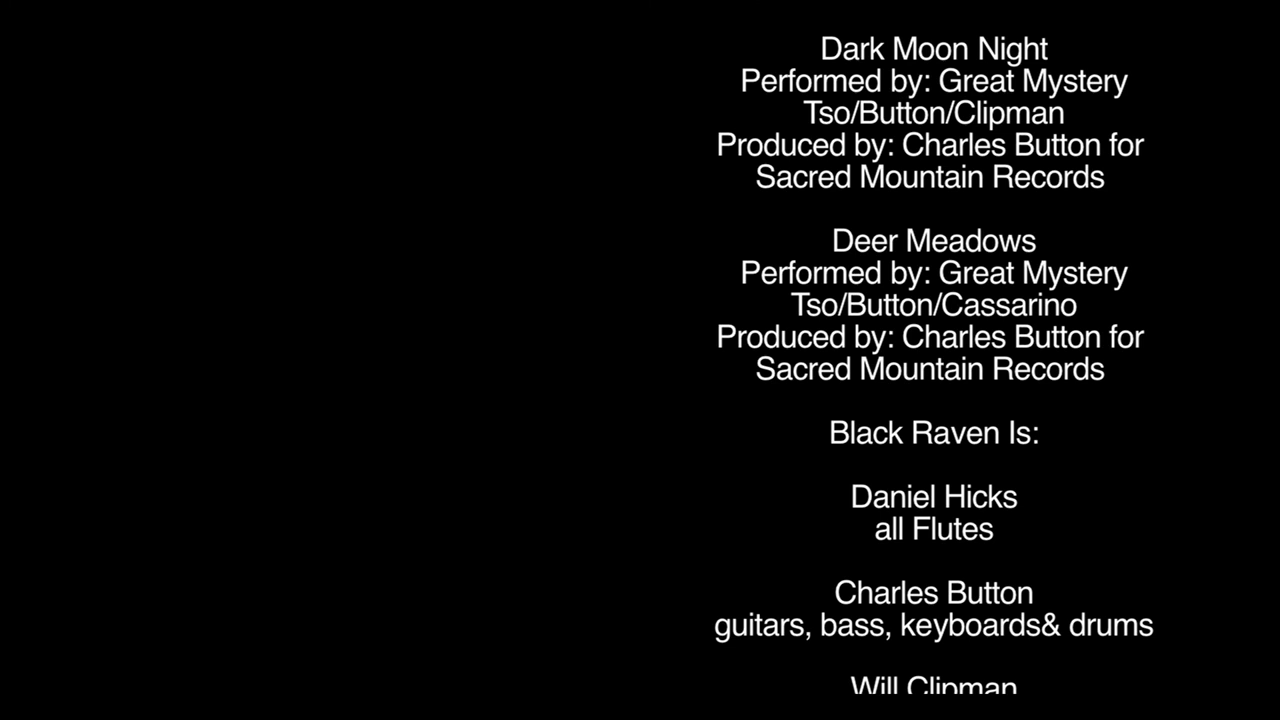 Dark Moon Night
Performed by: Great Mystery
Tso/Button/Clipman
Produced by: Charles Button for
Sacred Mountain Records
Deer Meadows
Performed by: Great Mystery
Tso/Button/Cassarino
Produced by: Charles Button for
Sacred Mountain Records
Black Raven Is:
Daniel Hicks
all Flutes
Charles Button
guitars, bass, keyboards& drums
Will Clipman